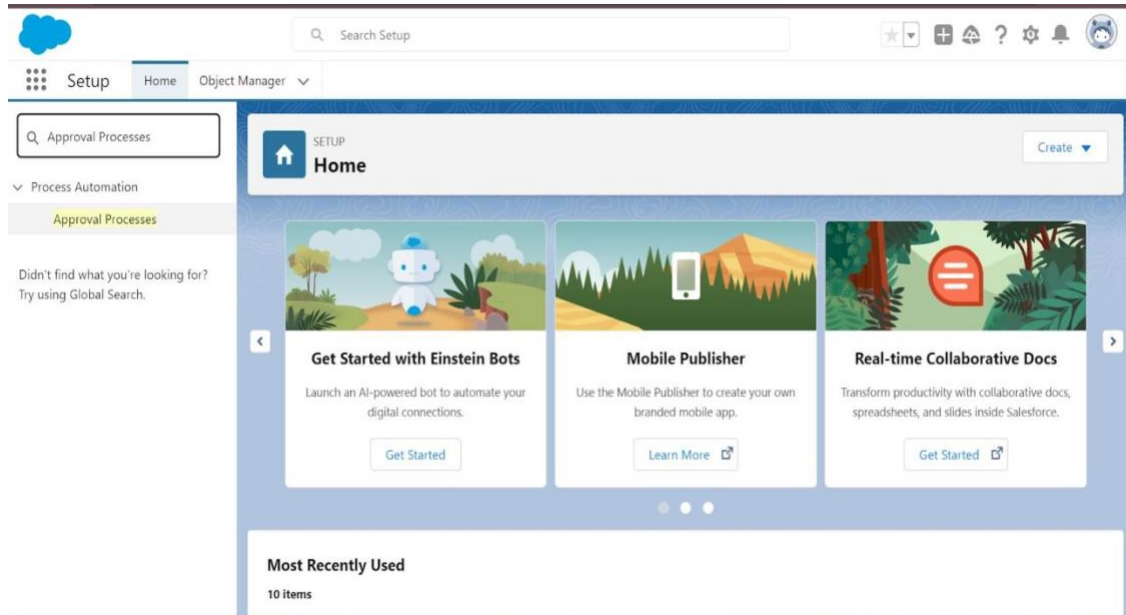 Search Setup
Setup
Home
Object Manager
Approval Processes
Process Automation
Approval Processes
Didn't find what you're looking for?
Try using Global Search.
SETUP
Home
Create
Get Started with Einstein Bots
Launch an AI-powered bot to automate your
digital connections.
Get Started
Mobile Publisher
Use the Mobile Publisher to create your own
branded mobile app.
Learn More
Real-time Collaborative Docs
Transform productivity with collaborative docs,
spreadsheets, and slides inside Salesforce.
Get Started
Most Recently Used
10 items